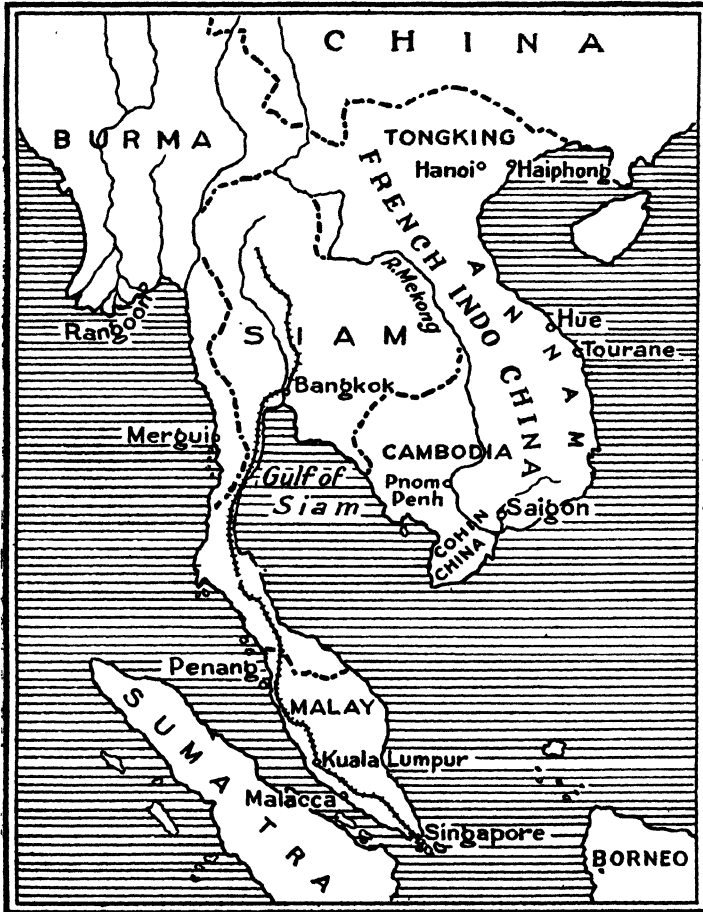 CHINA
BURMA
TONGKING
Hanoi
Haiphong
FRENCH INDO CHINA
ANNAM
R. Mekong
Rangoon
SIAM
Hue
Tourane
Bangkok
Mergui
CAMBODIA
Gulf of
Siam
Pnom
Penh
Saigon
COHIN
CHINA
Penang
MALAY
SUMATRA
Kuala Lumpur
Malacca
Singapore
BORNEO